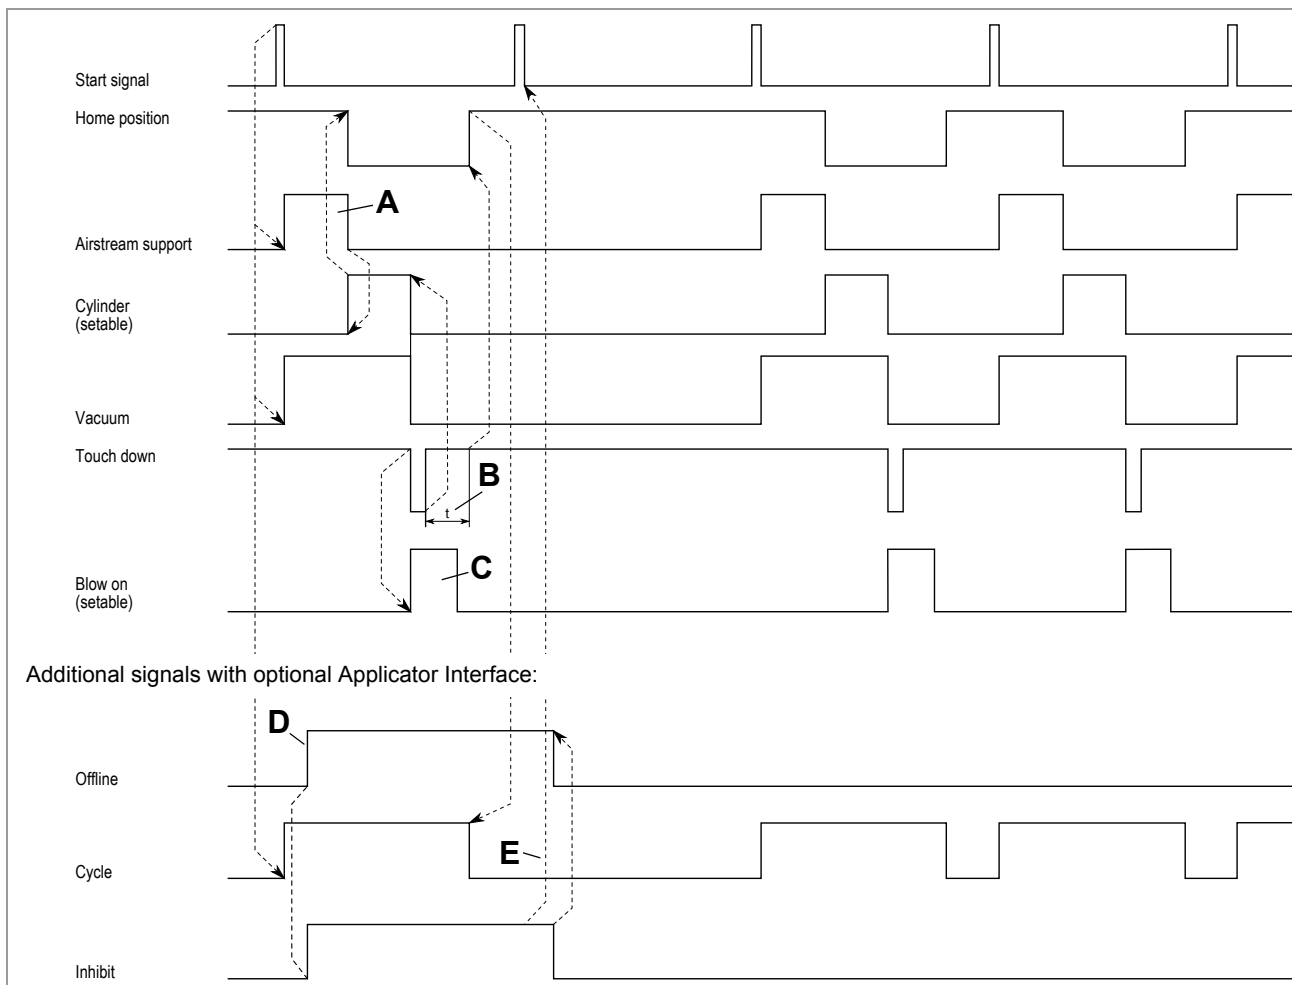 Start signal
Home position
A
Airstream support
Cylinder
(setable)
Vacuum
Touch down
B
t
C
Blow on
(setable)
Additional signals with optional Applicator Interface:
D
Offline
E
Cycle
Inhibit